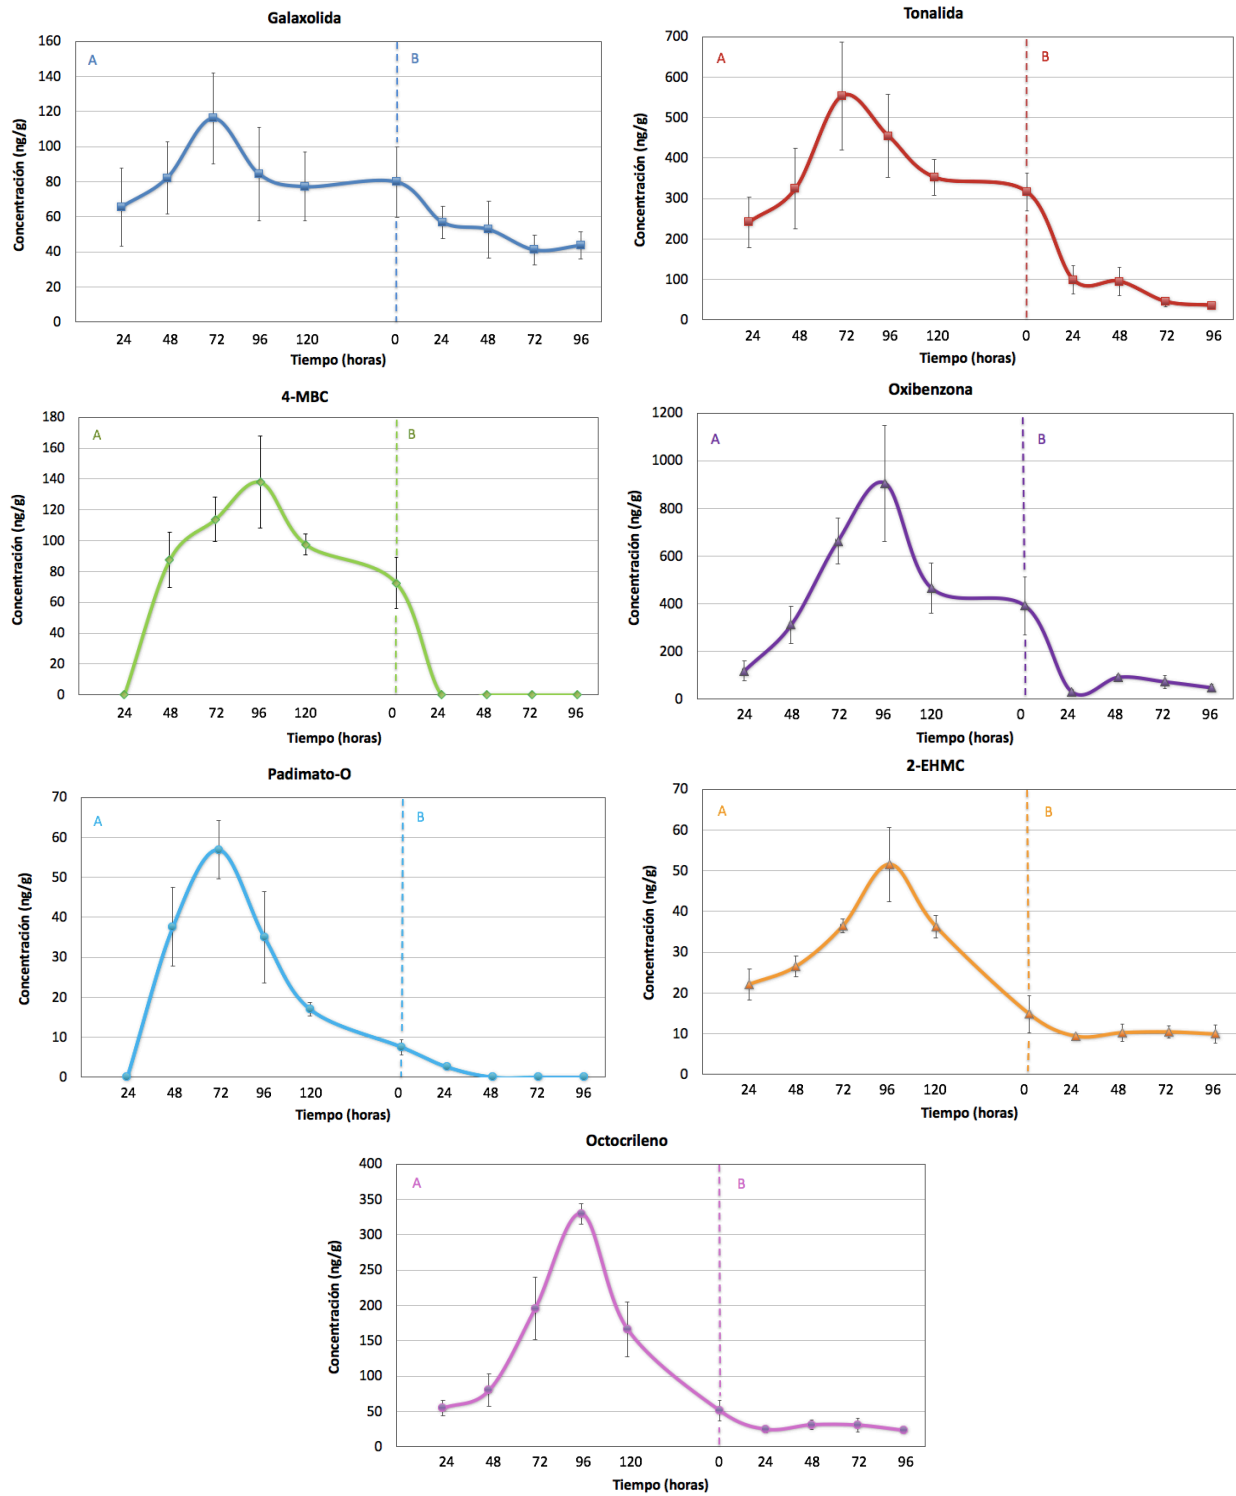 Galaxolida
160
140
120
100
80
60
40
20
0
A
B
Concentración (ng/g)
24 48 72 96 120 0 24 48 72 96
Tiempo (horas)
Tonalida
700
600
500
400
300
200
100
0
A
B
Concentración (ng/g)
24 48 72 96 120 0 24 48 72 96
Tiempo (horas)
4-MBC
180
160
140
120
100
80
60
40
20
0
A
B
Concentración (ng/g)
24 48 72 96 120 0 24 48 72 96
Tiempo (horas)
Oxibenzona
1200
1000
800
600
400
200
0
A
B
Concentración (ng/g)
24 48 72 96 120 0 24 48 72 96
Tiempo (horas)
Padimato-O
70
60
50
40
30
20
10
0
A
B
Concentración (ng/g)
24 48 72 96 120 0 24 48 72 96
Tiempo (horas)
2-EHMC
70
60
50
40
30
20
10
0
A
B
Concentración (ng/g)
24 48 72 96 120 0 24 48 72 96
Tiempo (horas)
Octocrileno
400
350
300
250
200
150
100
50
0
A
B
Concentración (ng/g)
24 48 72 96 120 0 24 48 72 96
Tiempo (horas)